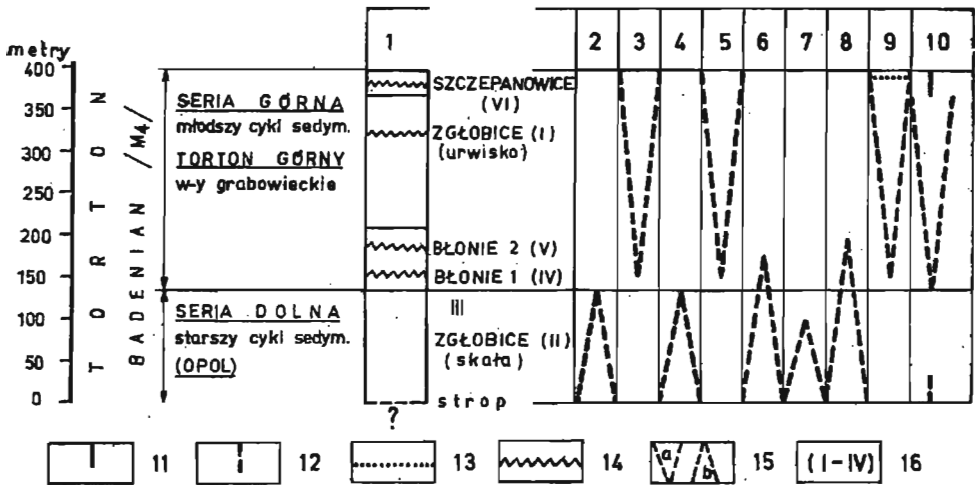 metry
1 2 3 4 5 6 7 8 9 10
400
350
300
250
200
150
100
50
0
TORTON
BADENIAN /M4/
SERIA GÓRNA
młodszy cykl sedym.
TORTON GÓRNY
w-y grabowieckie
SERIA DOLNA
starszy cykl sedym.
(OPOL)
SZCZEPANOWICE
(VI)
ZGŁOBICE (I)
(urwisko)
BŁONIE 2 (V)
BŁONIE 1 (IV)
III
ZGŁOBICE (II)
(skała)
strop
?
11 12 13 14 a b 15 (I-IV) 16